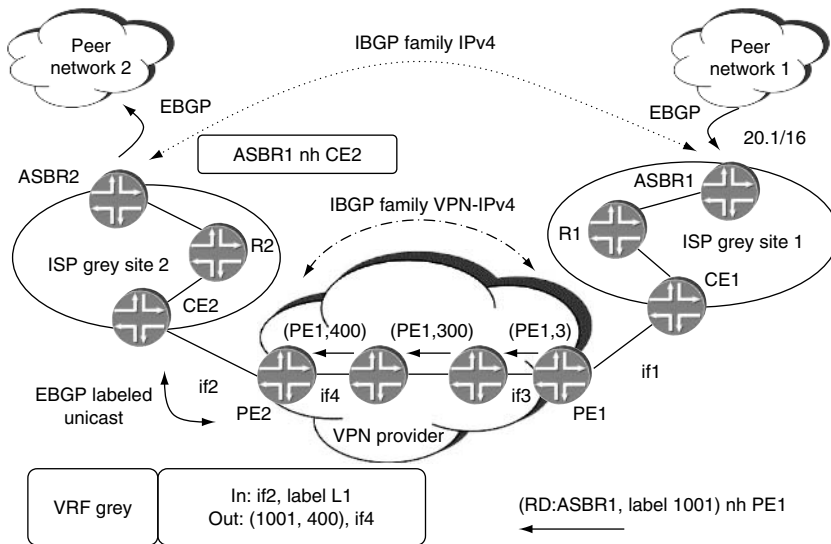 Peer
network 2
IBGP family IPv4
Peer
network 1
EBGP
EBGP
20.1/16
ASBR2
ASBR1 nh CE2
ASBR1
IBGP family VPN-IPv4
R1
ISP grey site 1
ISP grey site 2
R2
CE1
CE2
(PE1,400)
(PE1,300)
(PE1,3)
if1
if2
EBGP labeled
unicast
PE2
if4
if3
PE1
VPN provider
VRF grey
In: if2, label L1
Out: (1001, 400), if4
(RD:ASBR1, label 1001) nh PE1